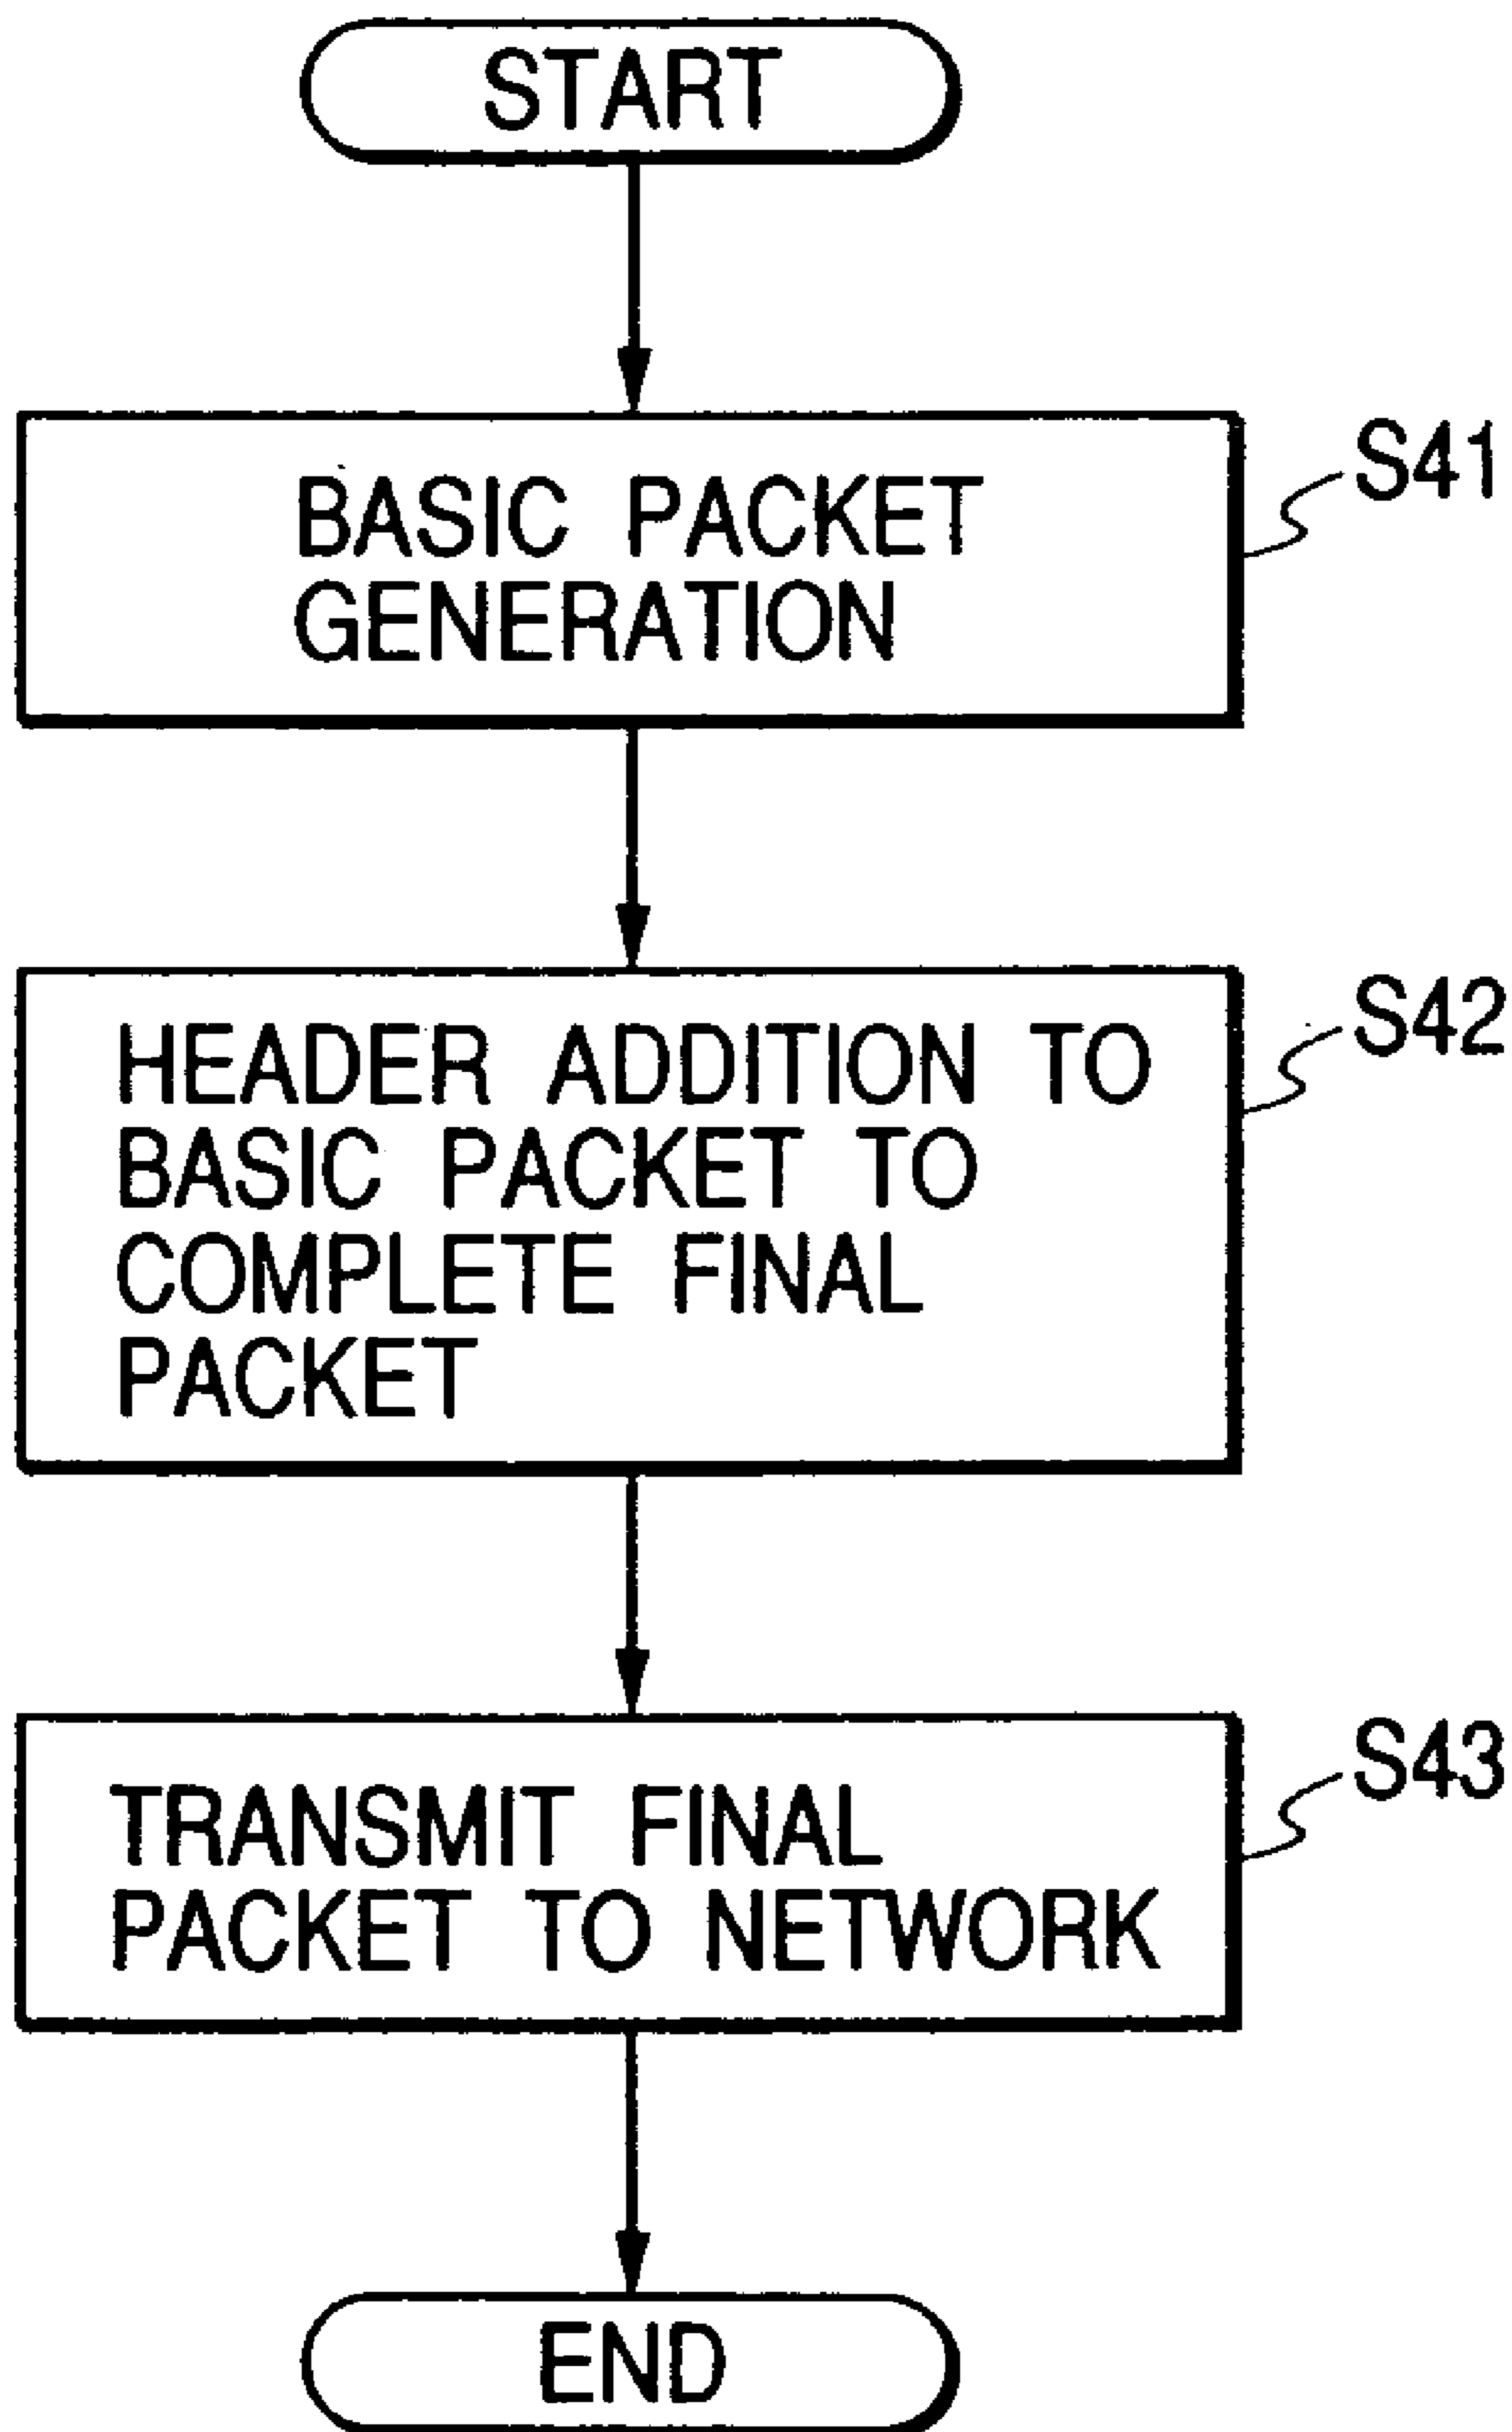 START
BASIC PACKET
GENERATION
S41
HEADER ADDITION TO
BASIC PACKET TO
COMPLETE FINAL
PACKET
S42
TRANSMIT FINAL
PACKET TO NETWORK
S43
END